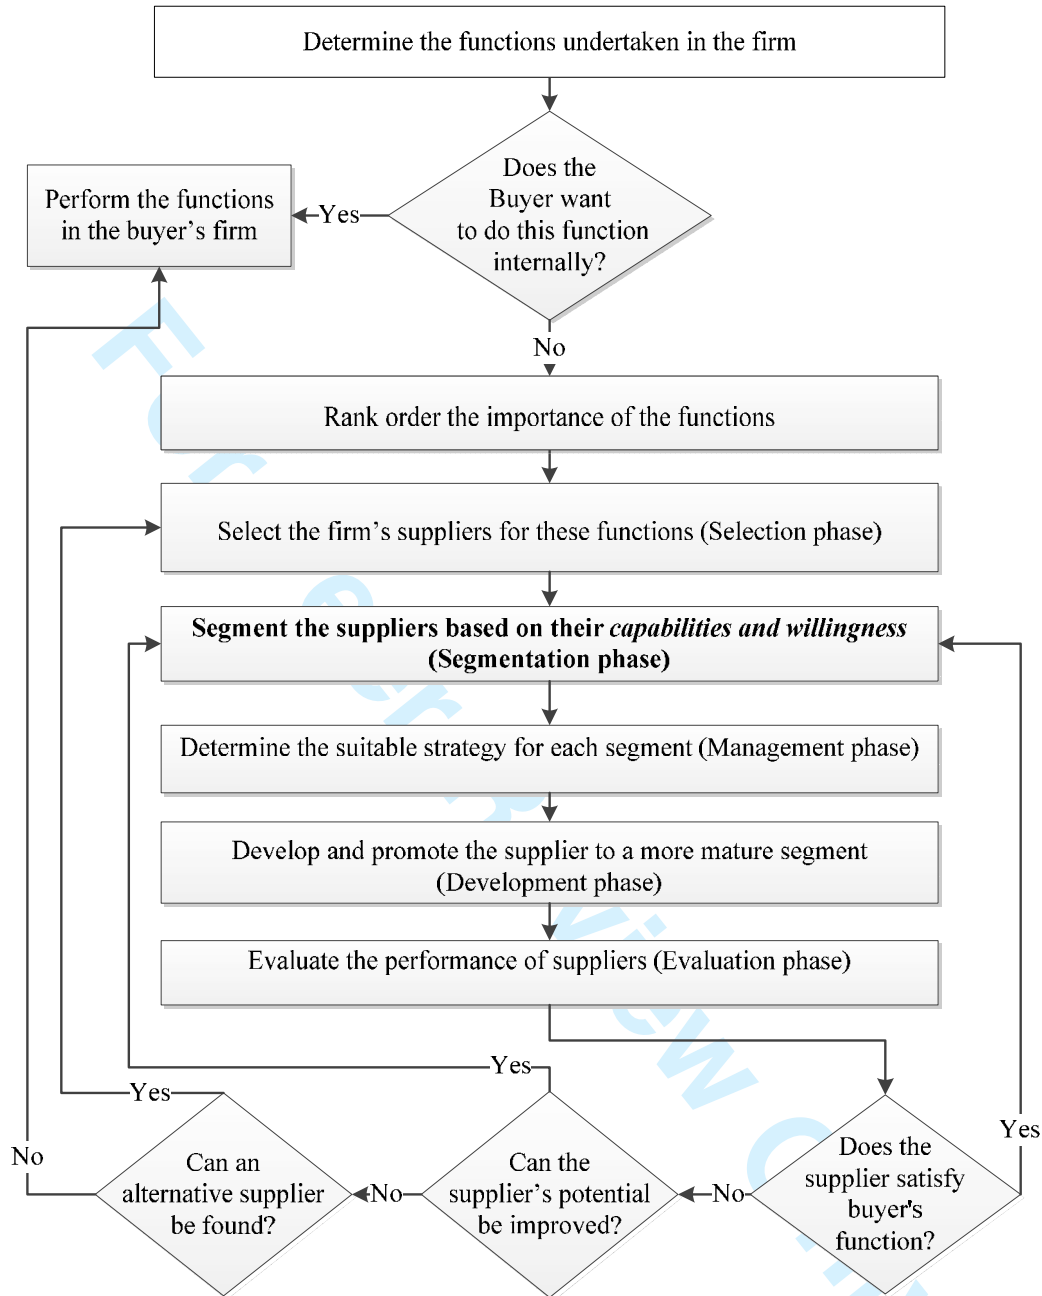 Determine the functions undertaken in the firm
Does the
Buyer want
to do this function
internally?
Yes
Perform the functions
in the buyer’s firm
No
Rank order the importance of the functions
Select the firm’s suppliers for these functions (Selection phase)
Segment the suppliers based on their capabilities and willingness
(Segmentation phase)
Determine the suitable strategy for each segment (Management phase)
Develop and promote the supplier to a more mature segment
(Development phase)
Evaluate the performance of suppliers (Evaluation phase)
Yes
Yes
Yes
No
Can an
alternative supplier
be found?
No
Can the
supplier’s potential
be improved?
No
Does the
supplier satisfy
buyer's
function?